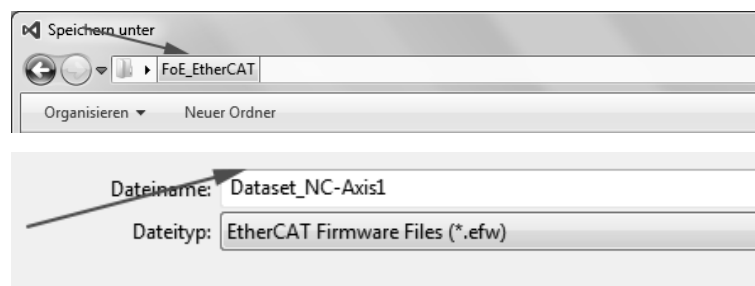 Speichern unter
FoE_EtherCAT
Organisieren Neuer Ordner
Dateiname: Dataset_NC-Axis1
Dateityp: EtherCAT Firmware Files (*.efw)